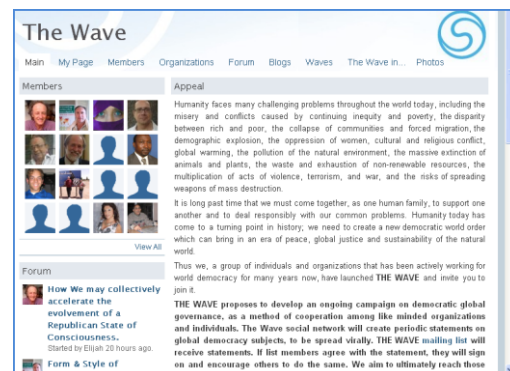 The Wave
Main My Page Members Organizations Forum Blogs Waves The Wave in... Photos
Members
View All
Forum
How We may collectively
accelerate the
evolvement of a
Republican State of
Consciousness.
Started by Elijah 20 hours ago.
Form & Style of
Appeal
Humanity faces many challenging problems throughout the world today, including the
misery and conflicts caused by continuing inequity and poverty, the disparity
between rich and poor, the collapse of communities and forced migration, the
demographic explosion, the oppression of women, cultural and religious conflict,
global warming, the pollution of the natural environment, the massive extinction of
animals and plants, the waste and exhaustion of non-renewable resources, the
multiplication of acts of violence, terrorism, and war, and the risks of spreading
weapons of mass destruction.
It is long past time that we must come together, as one human family, to support one
another and to deal responsibly with our common problems. Humanity today has
come to a turning point in history; we need to create a new democratic world order
which can bring in an era of peace, global justice and sustainability of the natural
world.
Thus we, a group of individuals and organizations that has been actively working for
world democracy for many years now, have launched THE WAVE and invite you to
join it.
THE WAVE proposes to develop an ongoing campaign on democratic global
governance, as a method of cooperation among like minded organizations
and individuals. The Wave social network will create periodic statements on
global democracy subjects, to be spread virally. THE WAVE mailing list will
receive statements. If list members agree with the statement, they will sign
on and encourage others to do the same. We aim to ultimately reach those